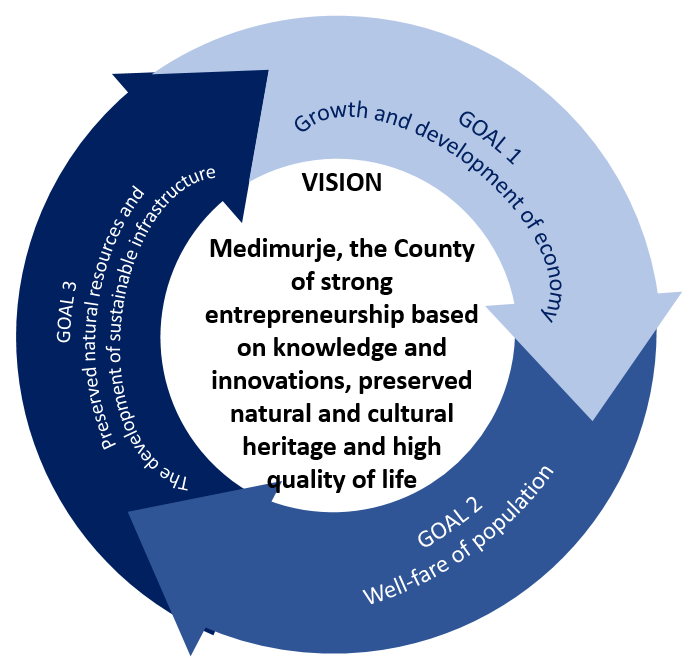 VISION
Medimurje, the County
of strong
entrepreneurship based
on knowledge and
innovations, preserved
natural and cultural
heritage and high
quality of life
GOAL 1
Growth and development of economy
GOAL 2
Well-fare of population
GOAL 3
Preserved natural resources and
The development of sustainable infrastructure